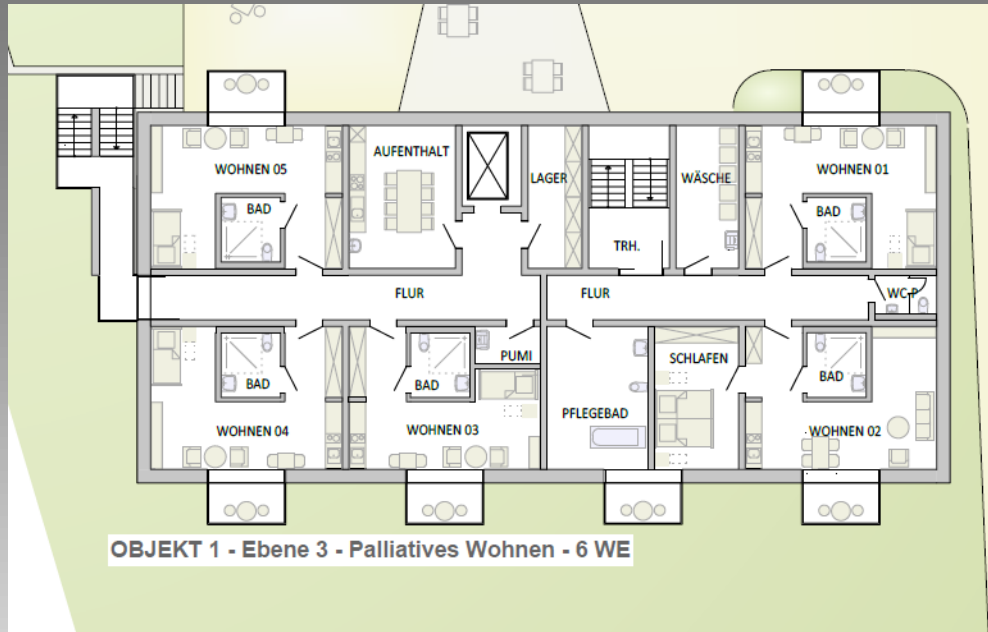 AUFENTHALT
WOHNEN 05
LAGER
WÄSCHE
WOHNEN 01
BAD
BAD
TRH.
FLUR
FLUR
WC-P
PUMI
SCHLAFEN
BAD
BAD
BAD
PFLEGEBAD
WOHNEN 04
WOHNEN 03
WOHNEN 02
OBJEKT 1 - Ebene 3 - Palliatives Wohnen - 6 WE